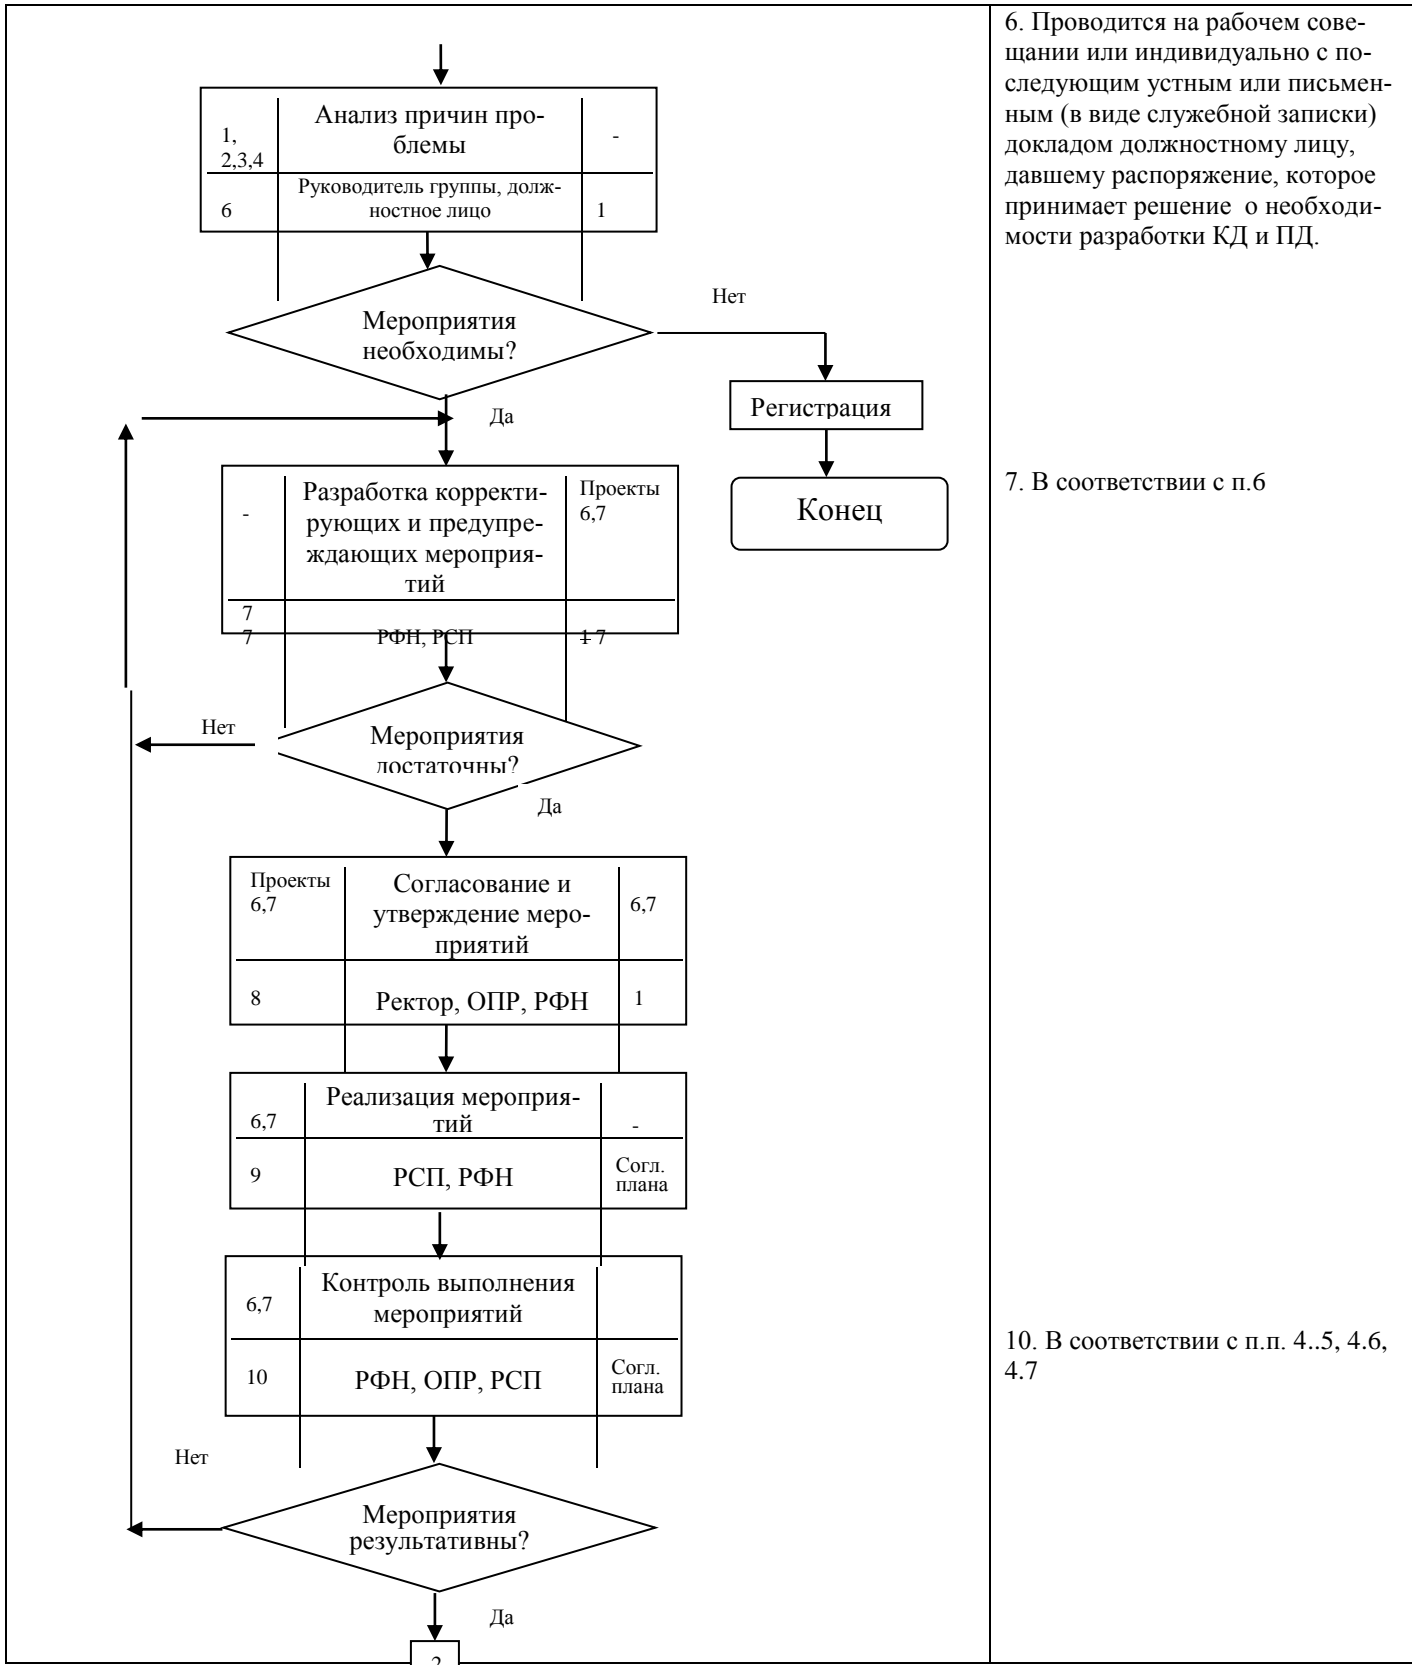 1,
2,3,4
Анализ причин про-
блемы
-
6
Руководитель группы, долж-
ностное лицо
1
Мероприятия
необходимы?
Нет
Да
Регистрация
Конец
-
Разработка корректи-
рующих и предупре-
ждающих мероприя-
тий
Проекты
6,7
7
7
РФН, РСП
1 7
Мероприятия
достаточны?
Нет
Да
Проекты
6,7
Согласование и
утверждение меро-
приятий
6,7
8
Ректор, ОПР, РФН
1
6,7
Реализация мероприя-
тий
-
9
РСП, РФН
Согл.
плана
6,7
Контроль выполнения
мероприятий
10
РФН, ОПР, РСП
Согл.
плана
Нет
Мероприятия
результативны?
Да
2
6. Проводится на рабочем сове-
щании или индивидуально с по-
следующим устным или письмен-
ным (в виде служебной записки)
докладом должностному лицу,
давшему распоряжение, которое
принимает решение о необходи-
мости разработки КД и ПД.
7. В соответствии с п.6
10. В соответствии с п.п. 4..5, 4.6,
4.7